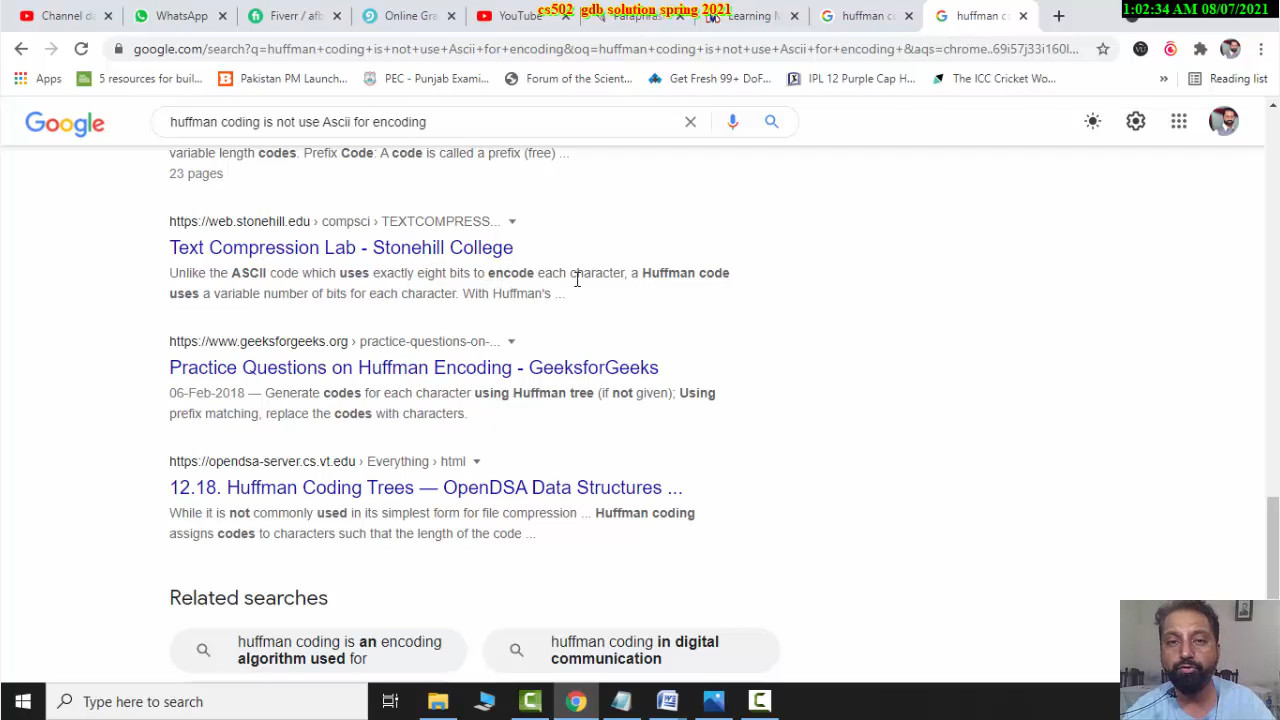 cs502 gdb solution spring 2021
1:02:34 AM 08/07/2021
Channel da
WhatsApp
Fiverr / afb
Online Gra
YouTube
Paraphras
Learning M
huffman co
huffman co
google.com/search?q=huffman+coding+is+not+use+Ascii+for+encoding&oq=huffman+coding+is+not+use+Ascii+for+encoding+&aqs=chrome..69i57j33i160l...
Apps
5 resources for buil...
Pakistan PM Launch...
PEC - Punjab Exami...
Forum of the Scient...
Get Fresh 99+ DoF...
IPL 12 Purple Cap H...
The ICC Cricket Wo...
»
Reading list
Google
huffman coding is not use Ascii for encoding
variable length codes. Prefix Code: A code is called a prefix (free) ...
23 pages
https://web.stonehill.edu › compsci › TEXTCOMPRESS...
Text Compression Lab - Stonehill College
Unlike the ASCII code which uses exactly eight bits to encode each character, a Huffman code
uses a variable number of bits for each character. With Huffman's ...
https://www.geeksforgeeks.org › practice-questions-on-...
Practice Questions on Huffman Encoding - GeeksforGeeks
06-Feb-2018 — Generate codes for each character using Huffman tree (if not given); Using
prefix matching, replace the codes with characters.
https://opendsa-server.cs.vt.edu › Everything › html
12.18. Huffman Coding Trees — OpenDSA Data Structures ...
While it is not commonly used in its simplest form for file compression ... Huffman coding
assigns codes to characters such that the length of the code ...
Related searches
huffman coding is an encoding
algorithm used for
huffman coding in digital
communication
Type here to search